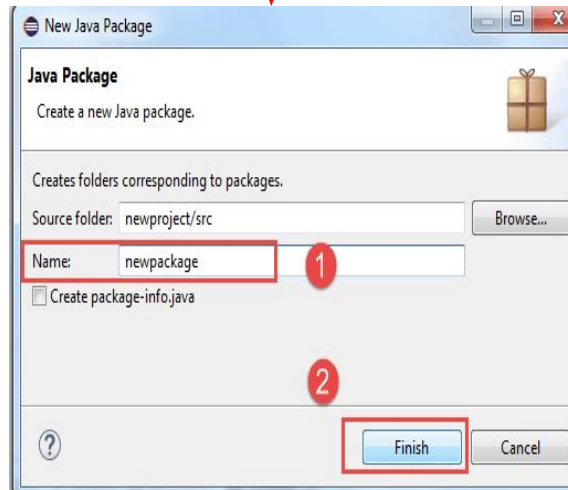 New Java Package
Java Package
Create a new Java package.
Creates folders corresponding to packages.
Source folder: newproject/src Browse...
Name: newpackage 1
Create package-info.java
2
? Finish Cancel